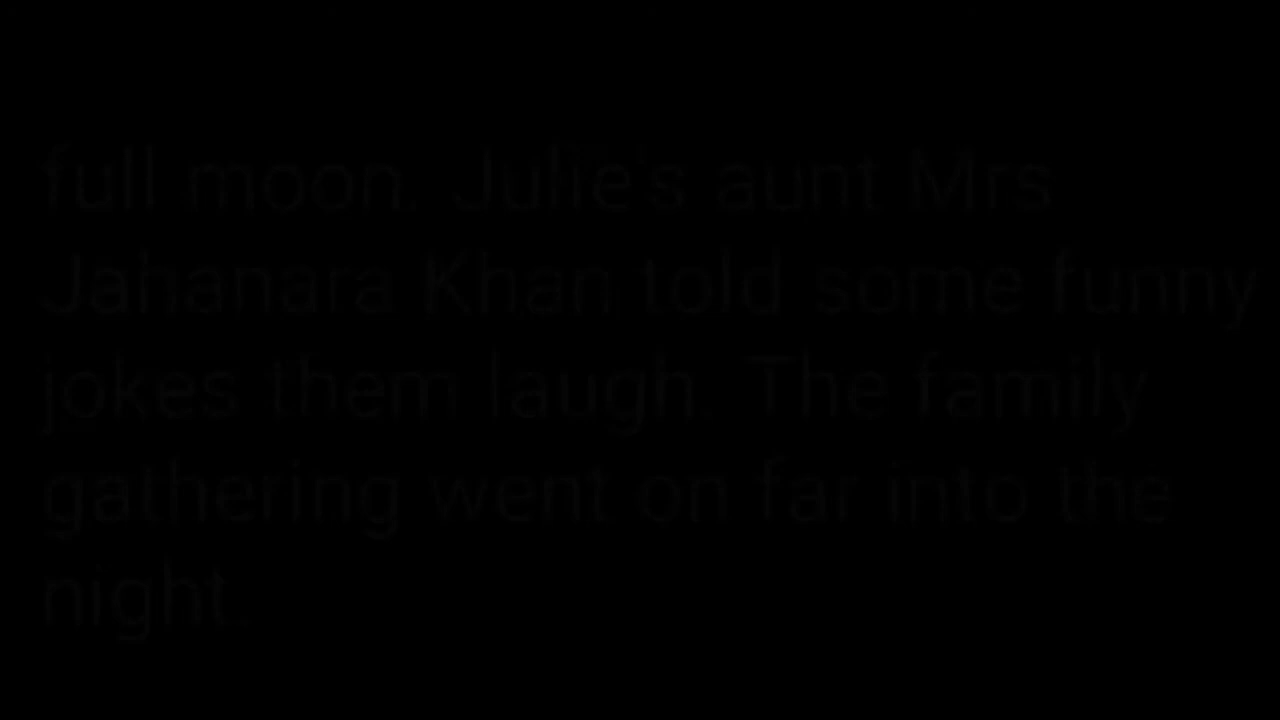 full moon. Julie's aunt Mrs
Jahanara Khan told some funny
jokes them laugh. The family
gathering went on far into the
night.